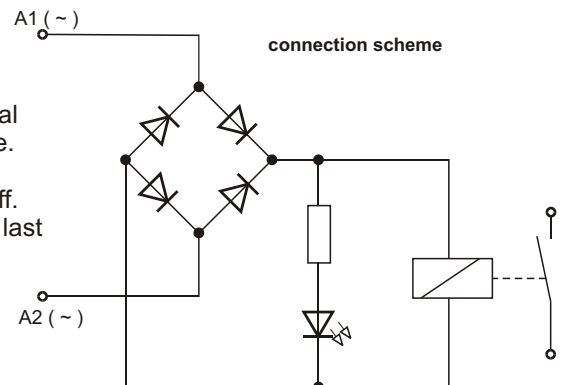 A1 ( ~ )
connection scheme
al
e.
ff.
last
A2 ( ~ )